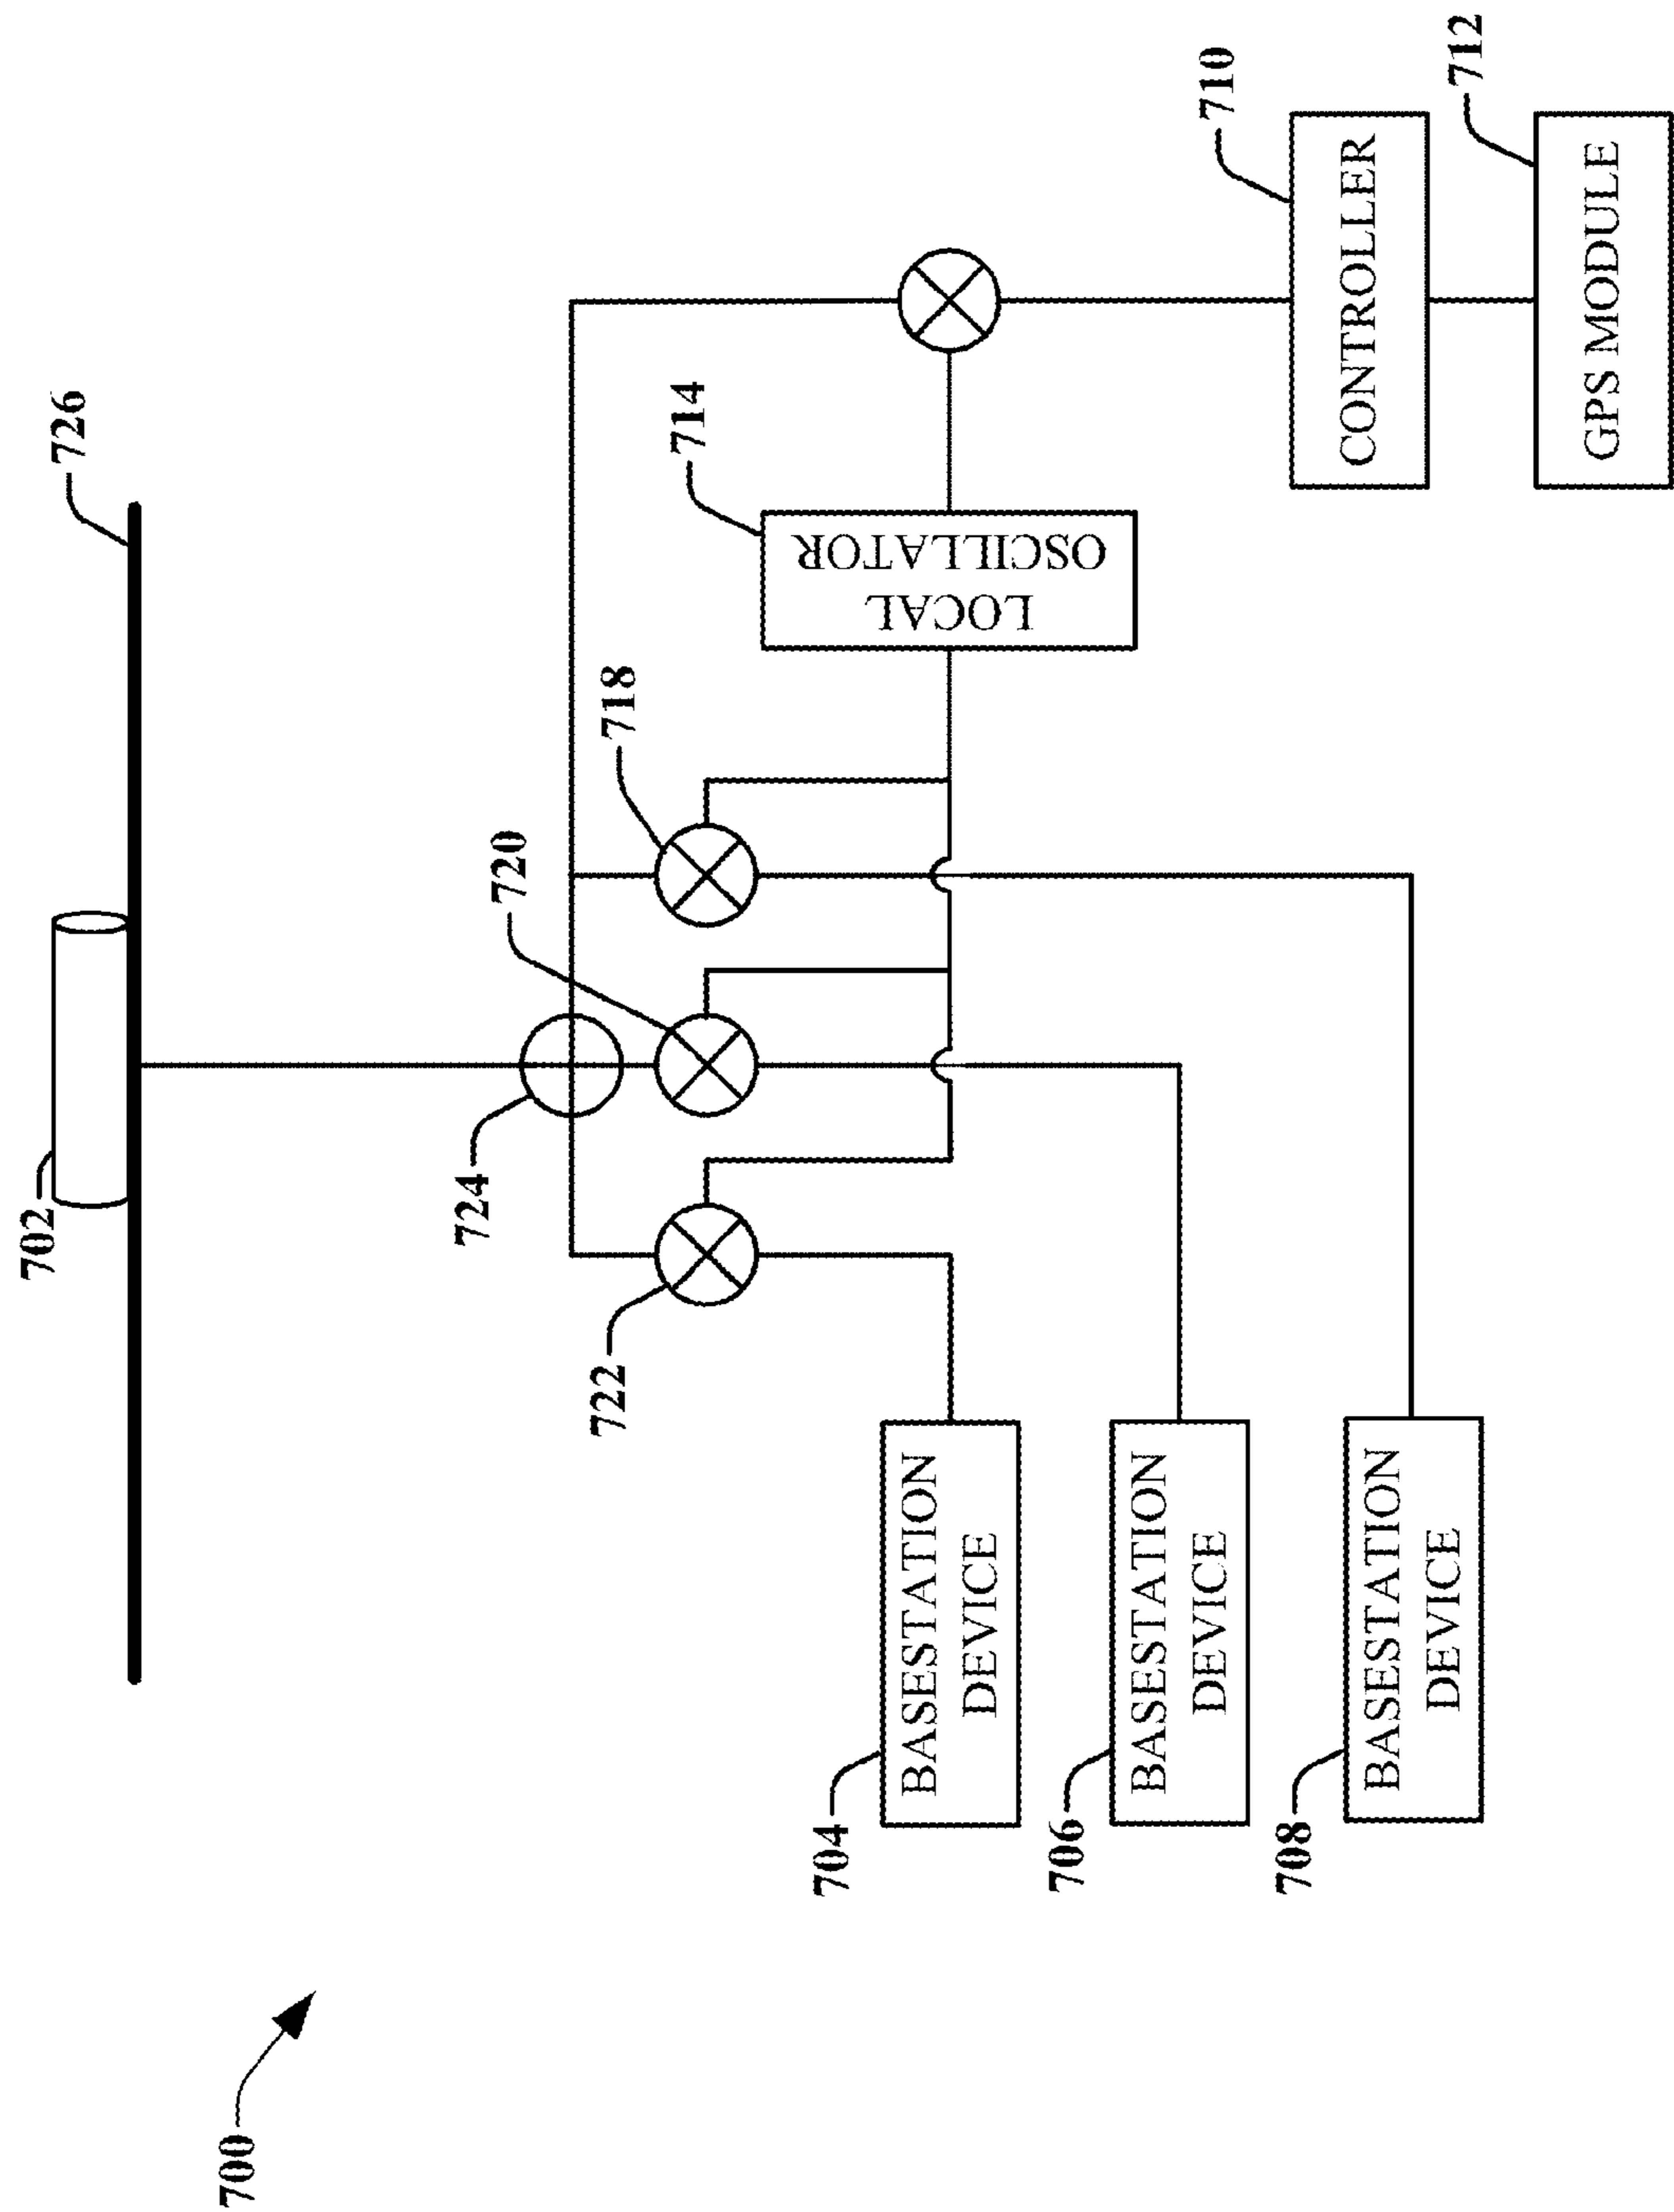 700
702
726
724
720
718
714
722
LOCAL
OSCILLATOR
710
CONTROLLER
712
GPS MODULE
704
BASESTATION
DEVICE
706
BASESTATION
DEVICE
708
BASESTATION
DEVICE